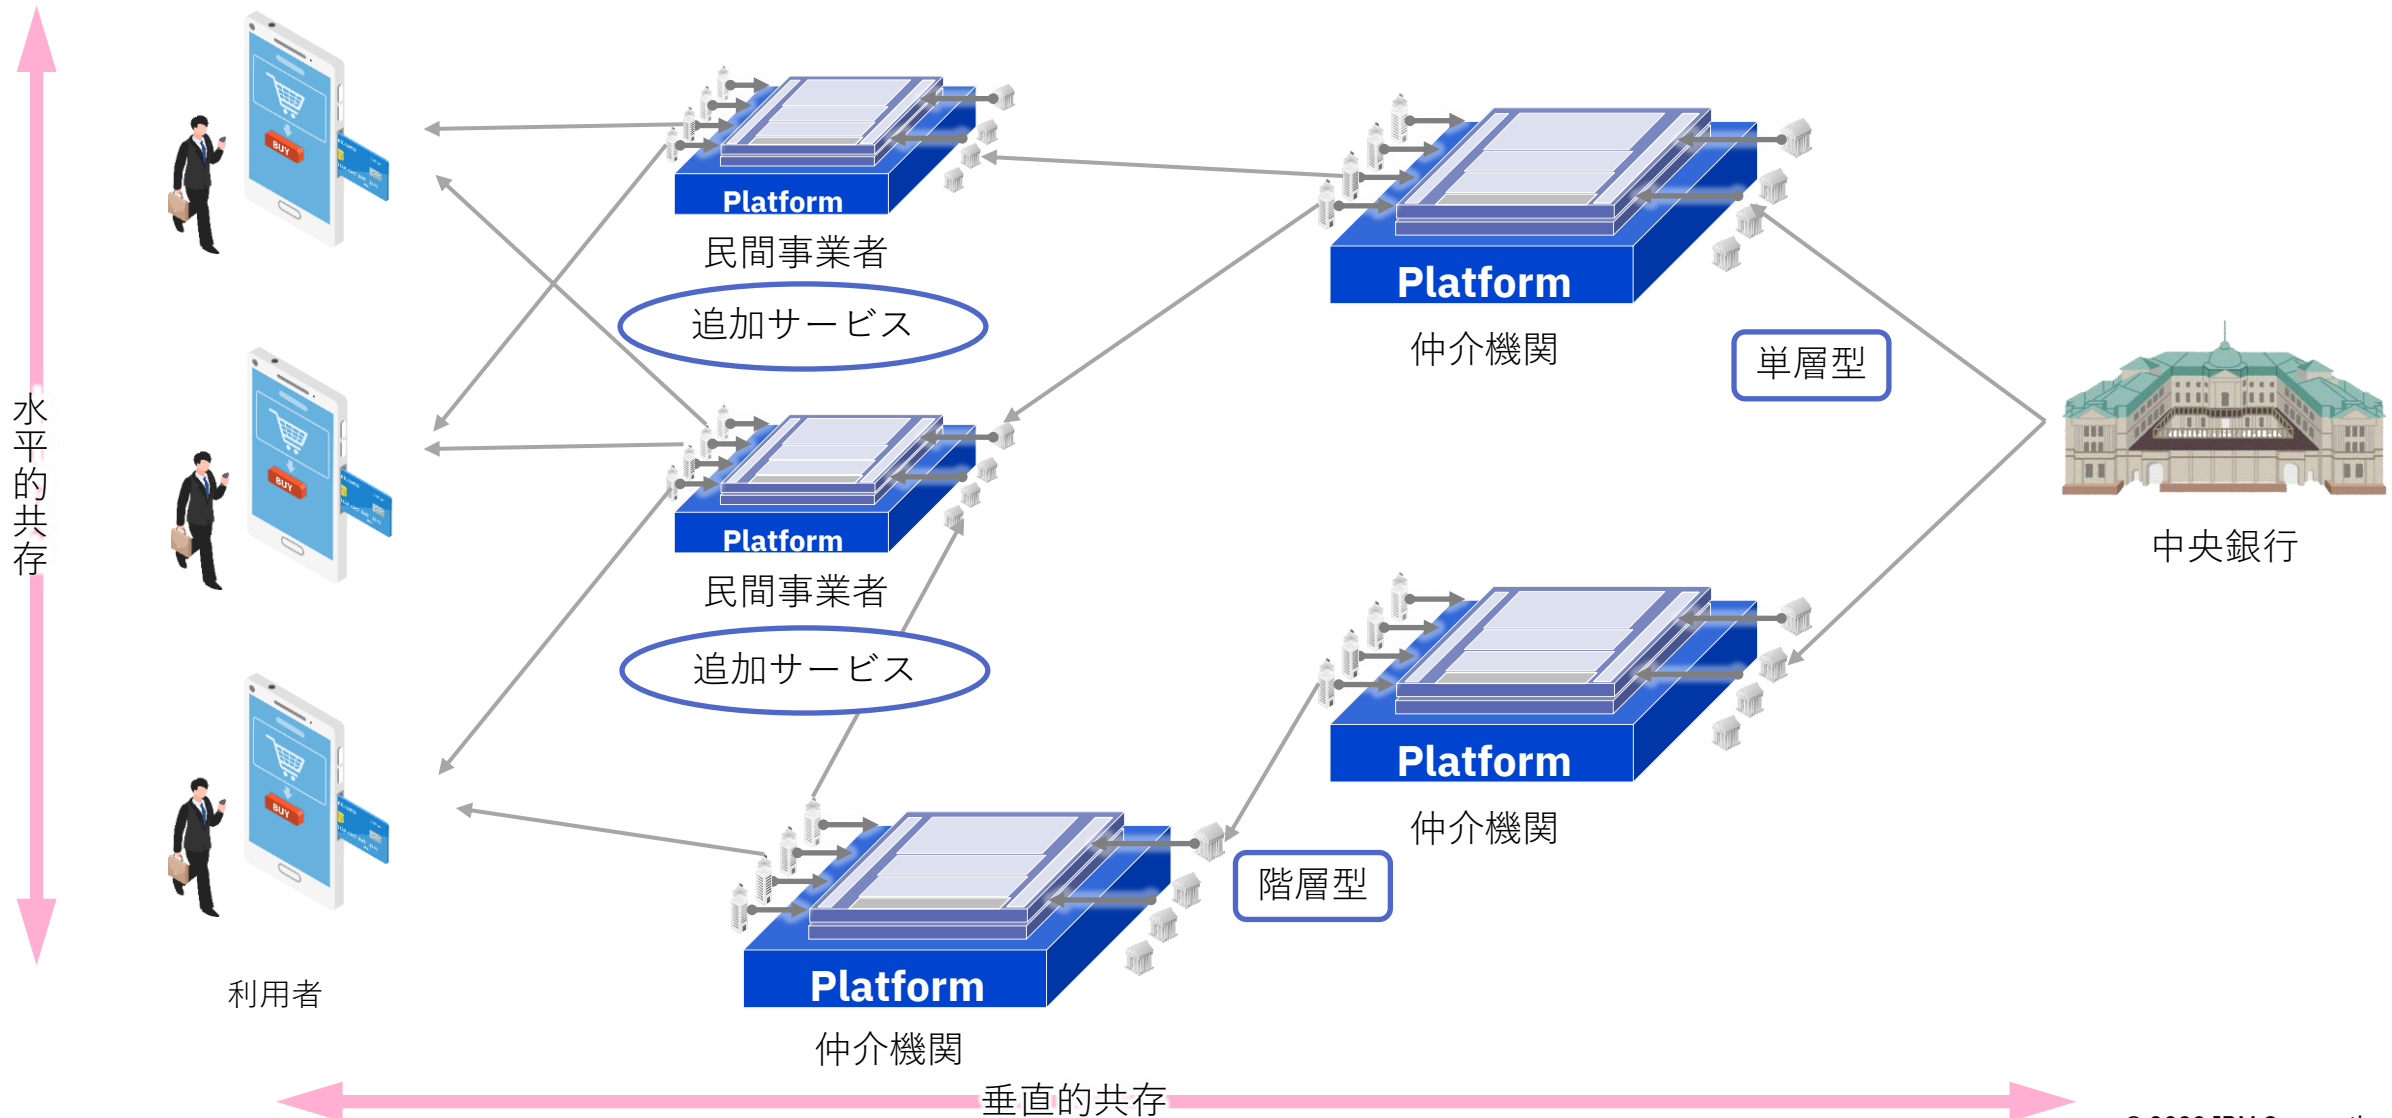 BUY
Platform
民間事業者
追加サービス
Platform
仲介機関
単層型
中央銀行
水平的共存
BUY
Platform
民間事業者
追加サービス
Platform
仲介機関
階層型
BUY
Platform
仲介機関
利用者
垂直的共存